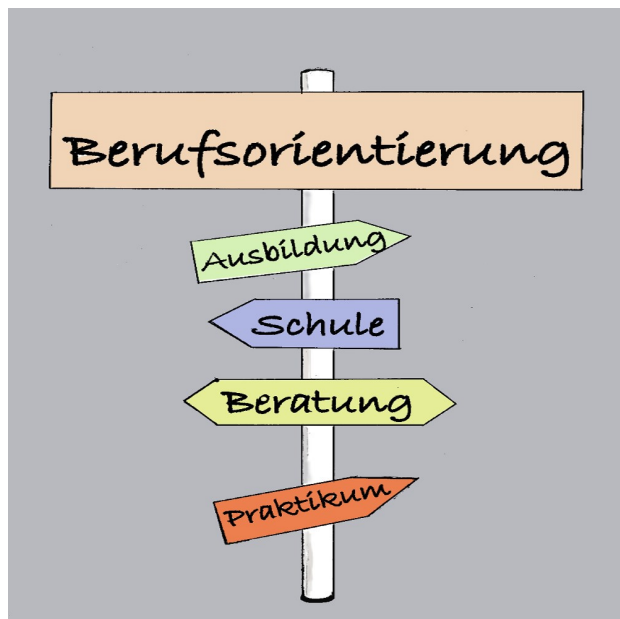 Berufsorientierung
Ausbildung
Schule
Beratung
Praktikum